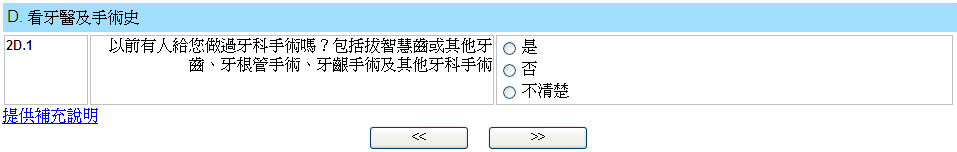 D. 看牙醫及手術史
2D.1
以前有人給您做過牙科手術嗎？包括拔智慧齒或其他牙
齒、牙根管手術、牙齦手術及其他牙科手術
是
否
不清楚
提供補充說明
<<
>>